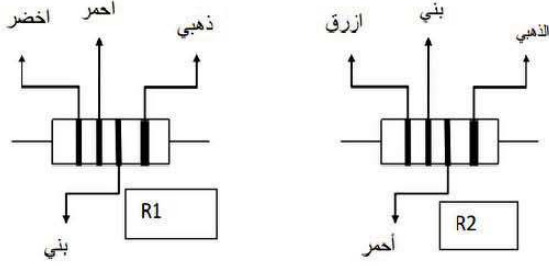 اخضر
احمر
ذهبي
بني
R1
ازرق
بني
الذهبي
أحمر
R2